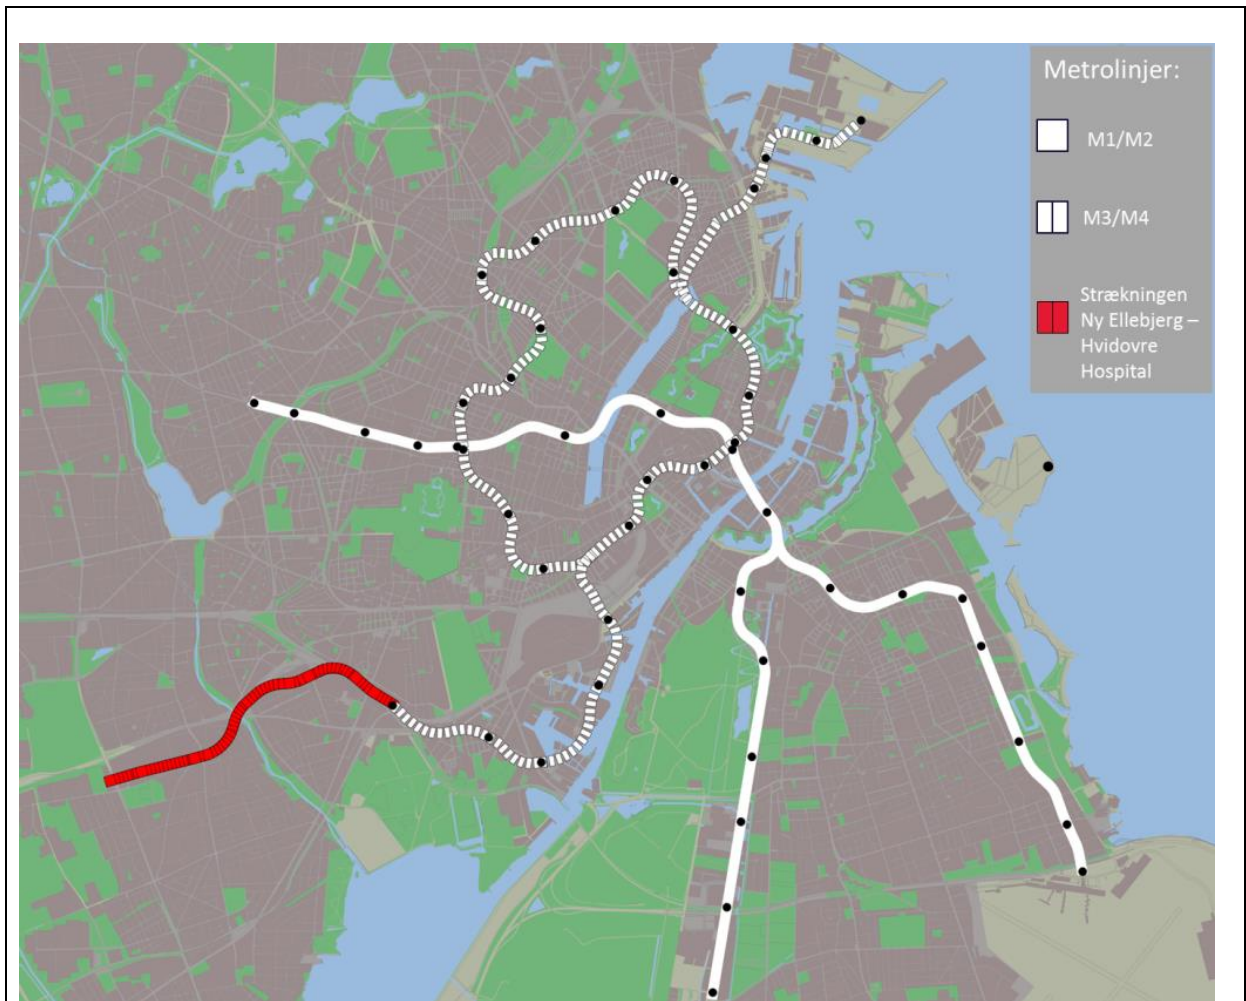 Metrolinjer:
M1/M2
M3/M4
Strækningen
Ny Ellebjerg –
Hvidovre
Hospital